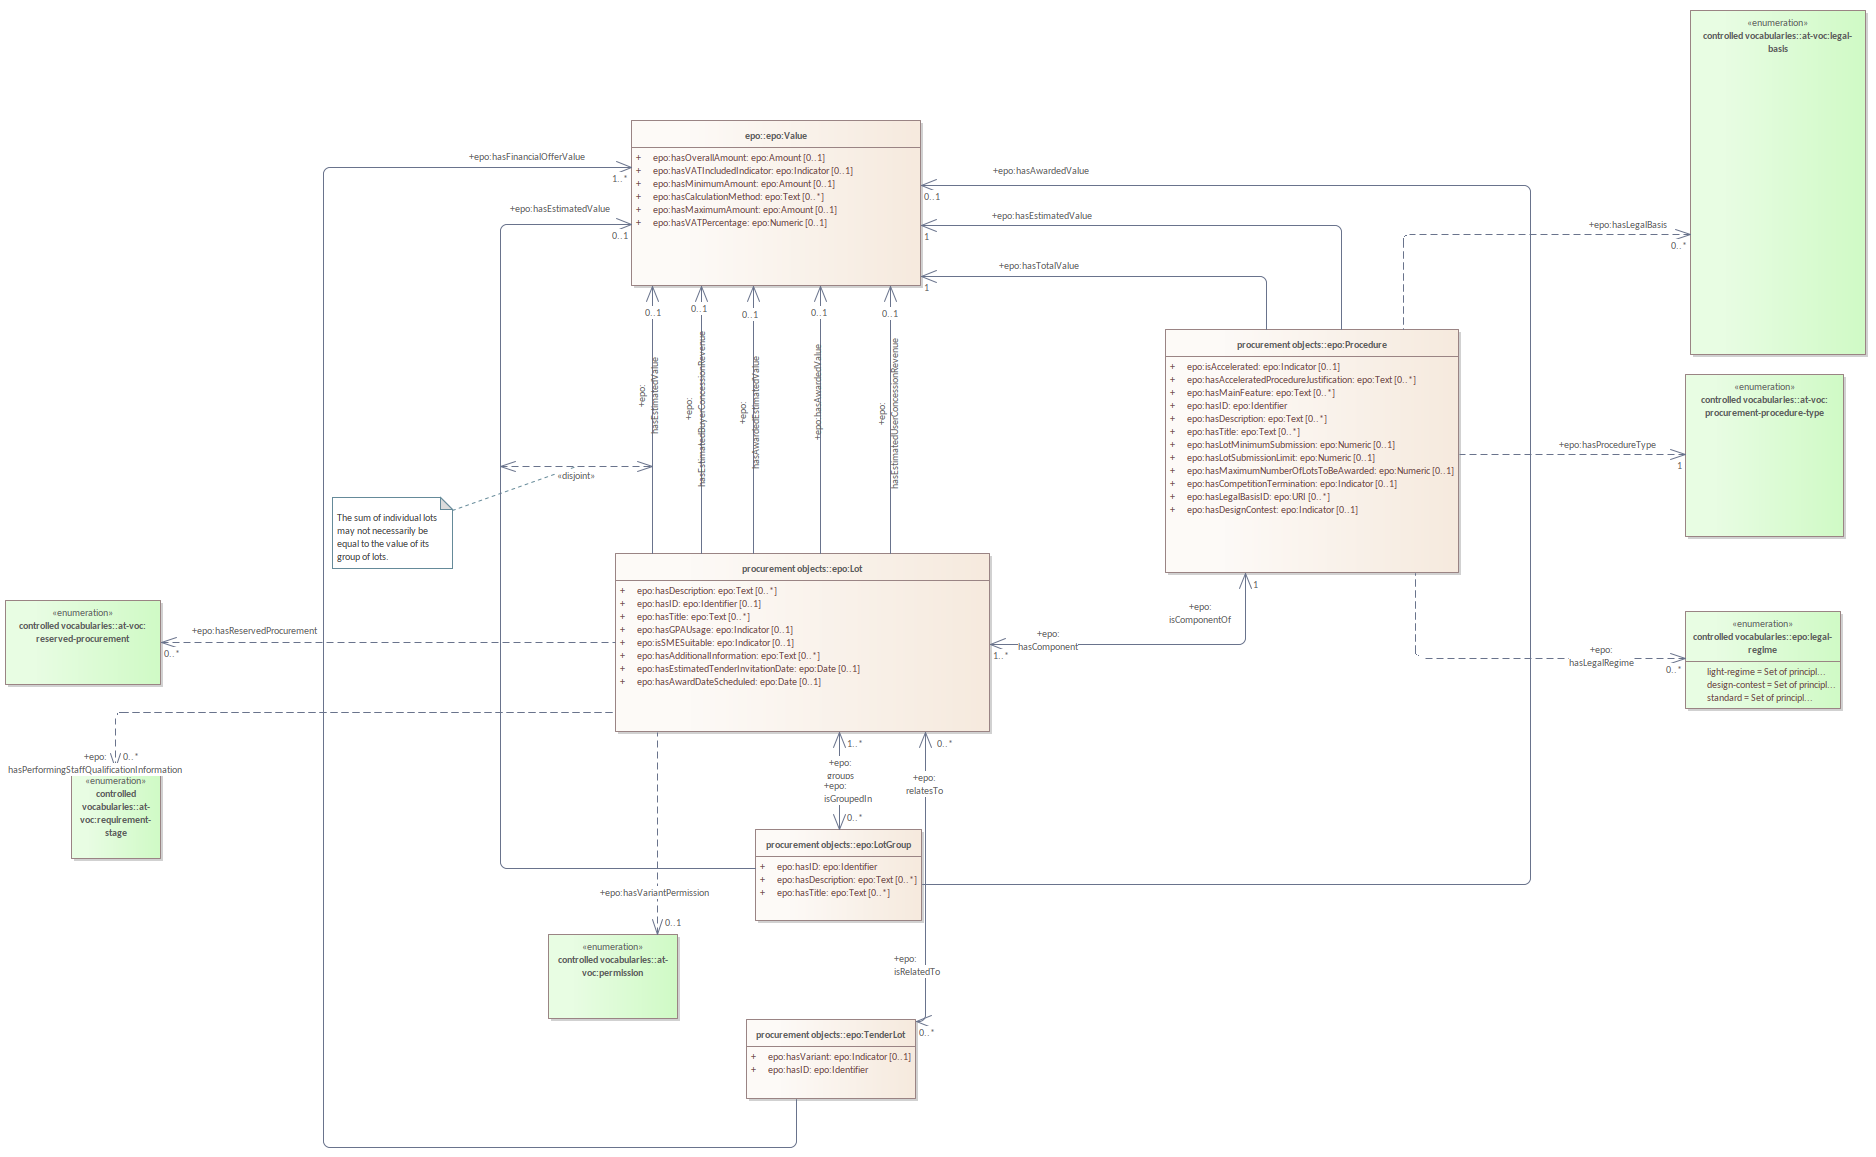 «enumeration»
controlled vocabularies::at-voc:legal-
basis
epo::epo:Value
+ epo:hasOverallAmount: epo:Amount [0..1]
+ epo:hasVATIncludedIndicator: epo:Indicator [0..1]
+ epo:hasMinimumAmount: epo:Amount [0..1]
+ epo:hasCalculationMethod: epo:Text [0..*]
+ epo:hasMaximumAmount: epo:Amount [0..1]
+ epo:hasVATPercentage: epo:Numeric [0..1]
+epo:hasFinancialOfferValue
1..*
+epo:hasEstimatedValue
0..1
+epo:hasAwardedValue
0..1
+epo:hasEstimatedValue
1
+epo:hasTotalValue
1
+epo:hasLegalBasis
0..*
0..1
0..1
0..1
0..1
0..1
+epo:
hasEstimatedValue
+epo:
hasEstimatedBuyerConcessionRevenue
+epo:
hasAwardedEstimatedValue
+epo:hasAwardedValue
+epo:
hasEstimatedUserConcessionRevenue
procurement objects::epo:Procedure
+ epo:isAccelerated: epo:Indicator [0..1]
+ epo:hasAcceleratedProcedureJustification: epo:Text [0..*]
+ epo:hasMainFeature: epo:Text [0..*]
+ epo:hasID: epo:Identifier
+ epo:hasDescription: epo:Text [0..*]
+ epo:hasTitle: epo:Text [0..*]
+ epo:hasLotMinimumSubmission: epo:Numeric [0..1]
+ epo:hasLotSubmissionLimit: epo:Numeric [0..1]
+ epo:hasMaximumNumberOfLotsToBeAwarded: epo:Numeric [0..1]
+ epo:hasCompetitionTermination: epo:Indicator [0..1]
+ epo:hasLegalBasisID: epo:URI [0..*]
+ epo:hasDesignContest: epo:Indicator [0..1]
«enumeration»
controlled vocabularies::at-voc:
procurement-procedure-type
+epo:hasProcedureType
1
«disjoint»
The sum of individual lots
may not necessarily be
equal to the value of its
group of lots.
procurement objects::epo:Lot
+ epo:hasDescription: epo:Text [0..*]
+ epo:hasID: epo:Identifier [0..1]
+ epo:hasTitle: epo:Text [0..*]
+ epo:hasGPAUsage: epo:Indicator [0..1]
+ epo:isSMESuitable: epo:Indicator [0..1]
+ epo:hasAdditionalInformation: epo:Text [0..*]
+ epo:hasEstimatedTenderInvitationDate: epo:Date [0..1]
+ epo:hasAwardDateScheduled: epo:Date [0..1]
1
+epo:
isComponentOf
+epo:
hasComponent
1..*
«enumeration»
controlled vocabularies::at-voc:
reserved-procurement
+epo:hasReservedProcurement
0..*
«enumeration»
controlled vocabularies::epo:legal-
regime
light-regime = Set of principl...
design-contest = Set of principl...
standard = Set of principl...
+epo:
hasLegalRegime
0..*
+epo:
0..*
hasPerformingStaffQualificationInformation
«enumeration»
controlled
vocabularies::at-
voc:requirement-
stage
1..*
+epo:
groups
+epo:
isGroupedIn
0..*
0..*
+epo:
relatesTo
procurement objects::epo:LotGroup
+ epo:hasID: epo:Identifier
+ epo:hasDescription: epo:Text [0..*]
+ epo:hasTitle: epo:Text [0..*]
+epo:hasVariantPermission
0..1
«enumeration»
controlled vocabularies::at-
voc:permission
+epo:
isRelatedTo
0..*
procurement objects::epo:TenderLot
+ epo:hasVariant: epo:Indicator [0..1]
+ epo:hasID: epo:Identifier